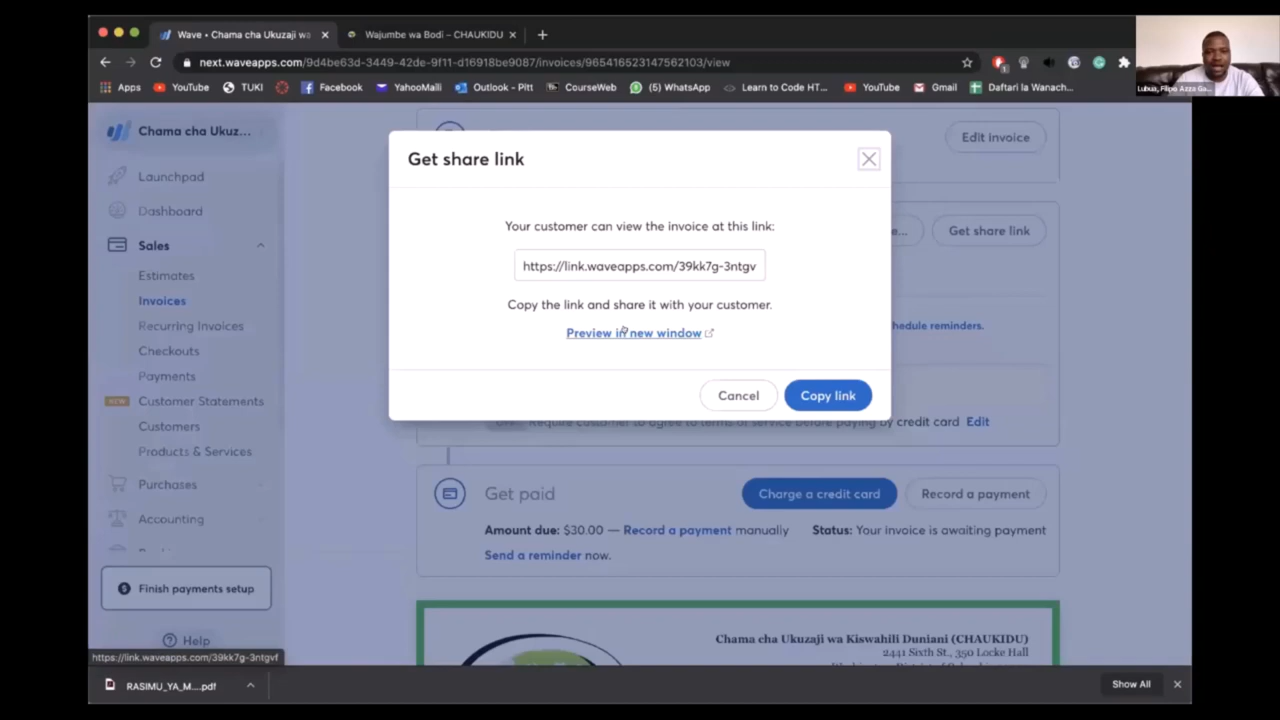 Wave • Chama cha Ukuzaji wa
Wajumbe wa Bodi – CHAUKIDU
next.waveapps.com/9d4be63d-3449-42de-9f11-d16918be9087/invoices/965416523147562103/view
Apps
YouTube
TUKI
Facebook
YahooMaili
Outlook - Pitt
CourseWeb
(5) WhatsApp
Learn to Code HT...
YouTube
Gmail
Daftari la Wanach...
Lubua, Filipo Azza Ga...
Chama cha Ukuz...
Launchpad
Dashboard
Sales
Estimates
Invoices
Recurring Invoices
Checkouts
Payments
NEW
Customer Statements
Customers
Products & Services
Purchases
Accounting
Finish payments setup
Help
https://link.waveapps.com/39kk7g-3ntgvf
Edit invoice
Get share link
Your customer can view the invoice at this link:
https://link.waveapps.com/39kk7g-3ntgv
Copy the link and share it with your customer.
Preview in new window
Cancel
Copy link
e...
Get share link
hedule reminders.
Require customer to agree to terms of service before paying by credit card Edit
Get paid
Charge a credit card
Record a payment
Amount due: $30.00 — Record a payment manually
Status: Your invoice is awaiting payment
Send a reminder now.
Chama cha Ukuzaji wa Kiswahili Duniani (CHAUKIDU)
2441 Sixth St., 350 Locke Hall
RASIMU_YA_M....pdf
Show All